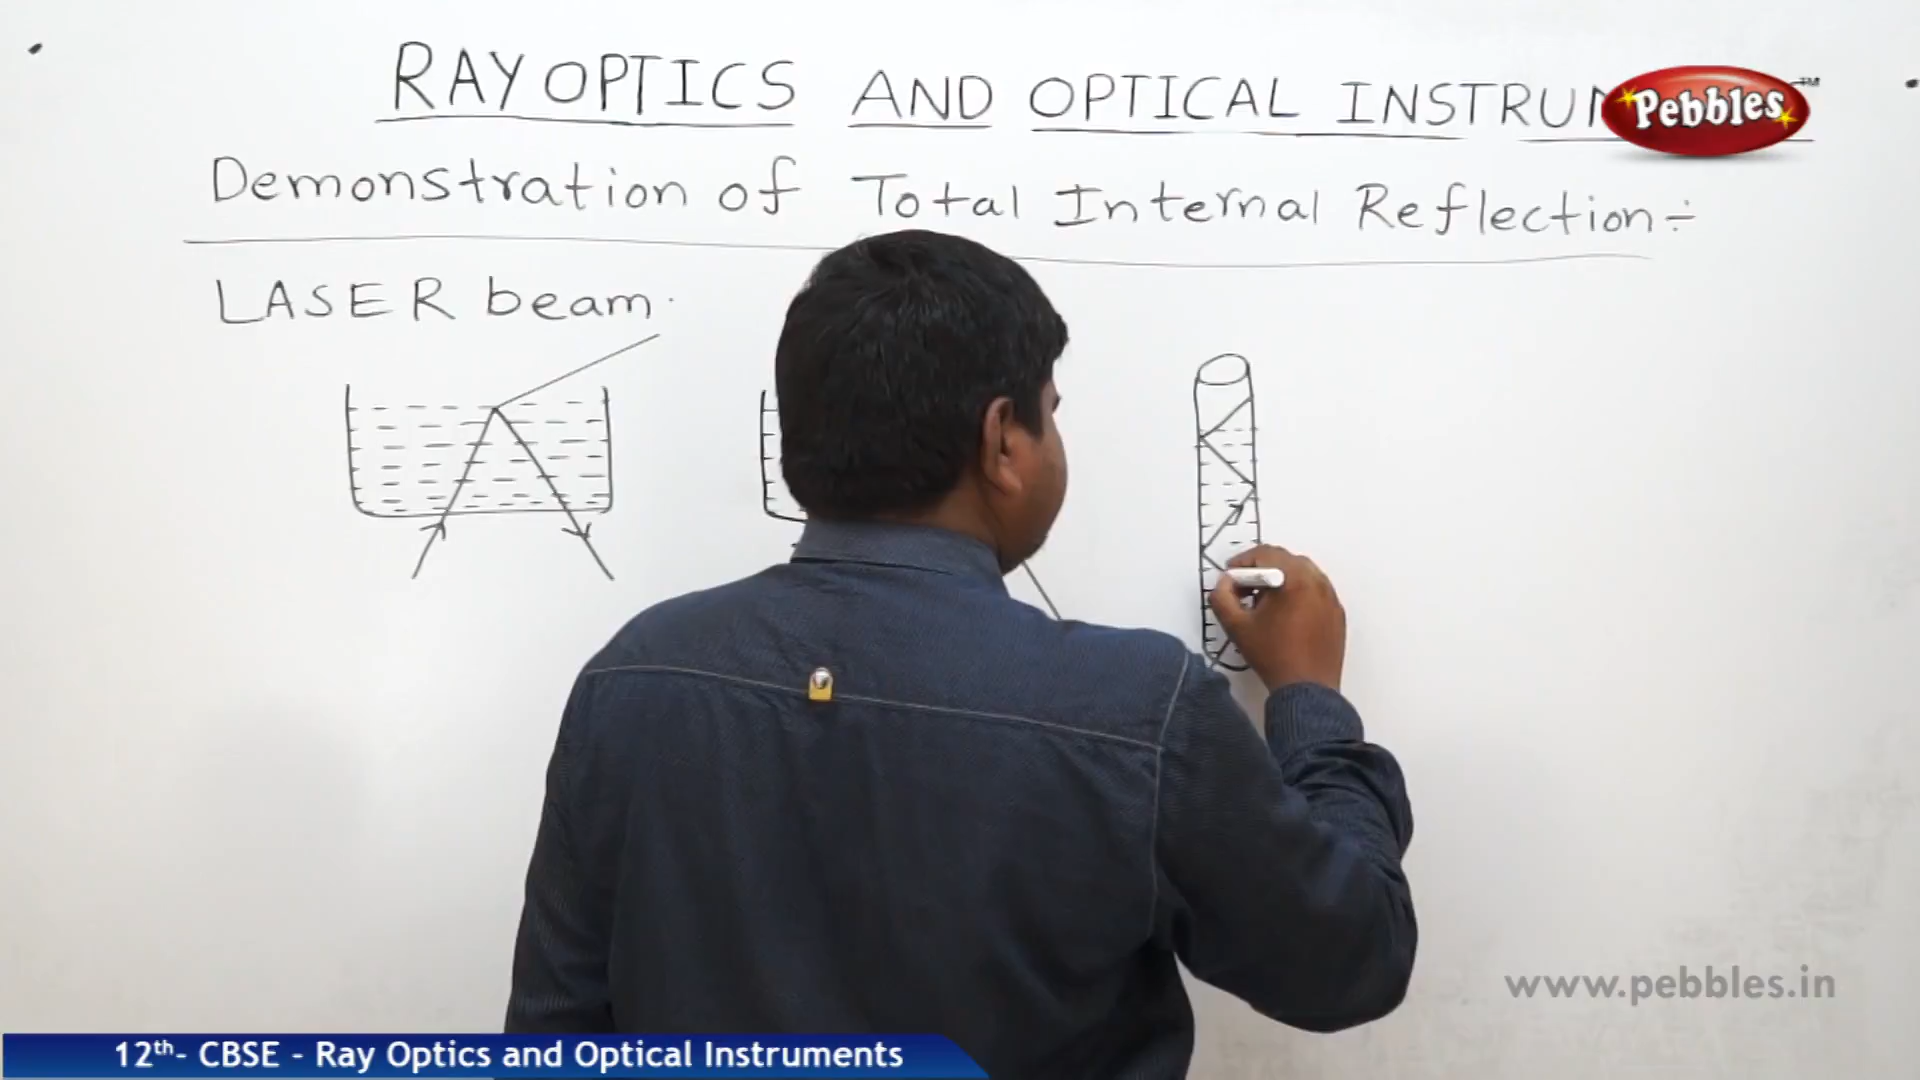 RAY OPTICS AND OPTICAL INSTRUM
Pebbles™
Demonstration of Total Internal Reflection ÷
LASER beam.
www.pebbles.in
12th- CBSE - Ray Optics and Optical Instruments